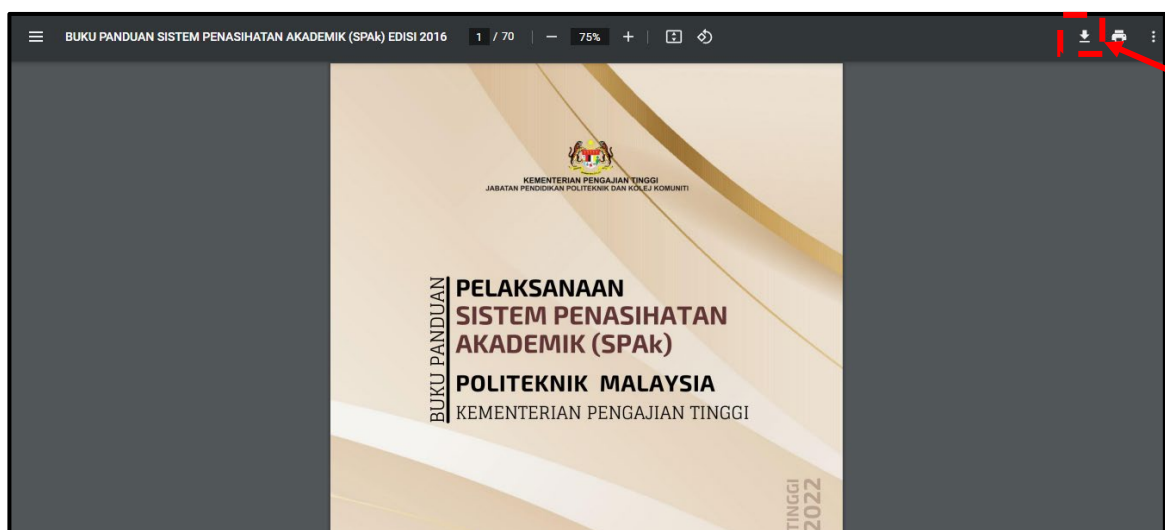 BUKU PANDUAN SISTEM PENASIHATAN AKADEMIK (SPAk) EDISI 2016 1 / 70 75%
KEMENTERIAN PENGAJIAN TINGGI
JABATAN PENDIDIKAN POLITEKNIK DAN KOLEJ KOMUNITI
BUKU PANDUAN
PELAKSANAAN
SISTEM PENASIHATAN
AKADEMIK (SPAk)
POLITEKNIK MALAYSIA
KEMENTERIAN PENGAJIAN TINGGI
TINGGI
2022